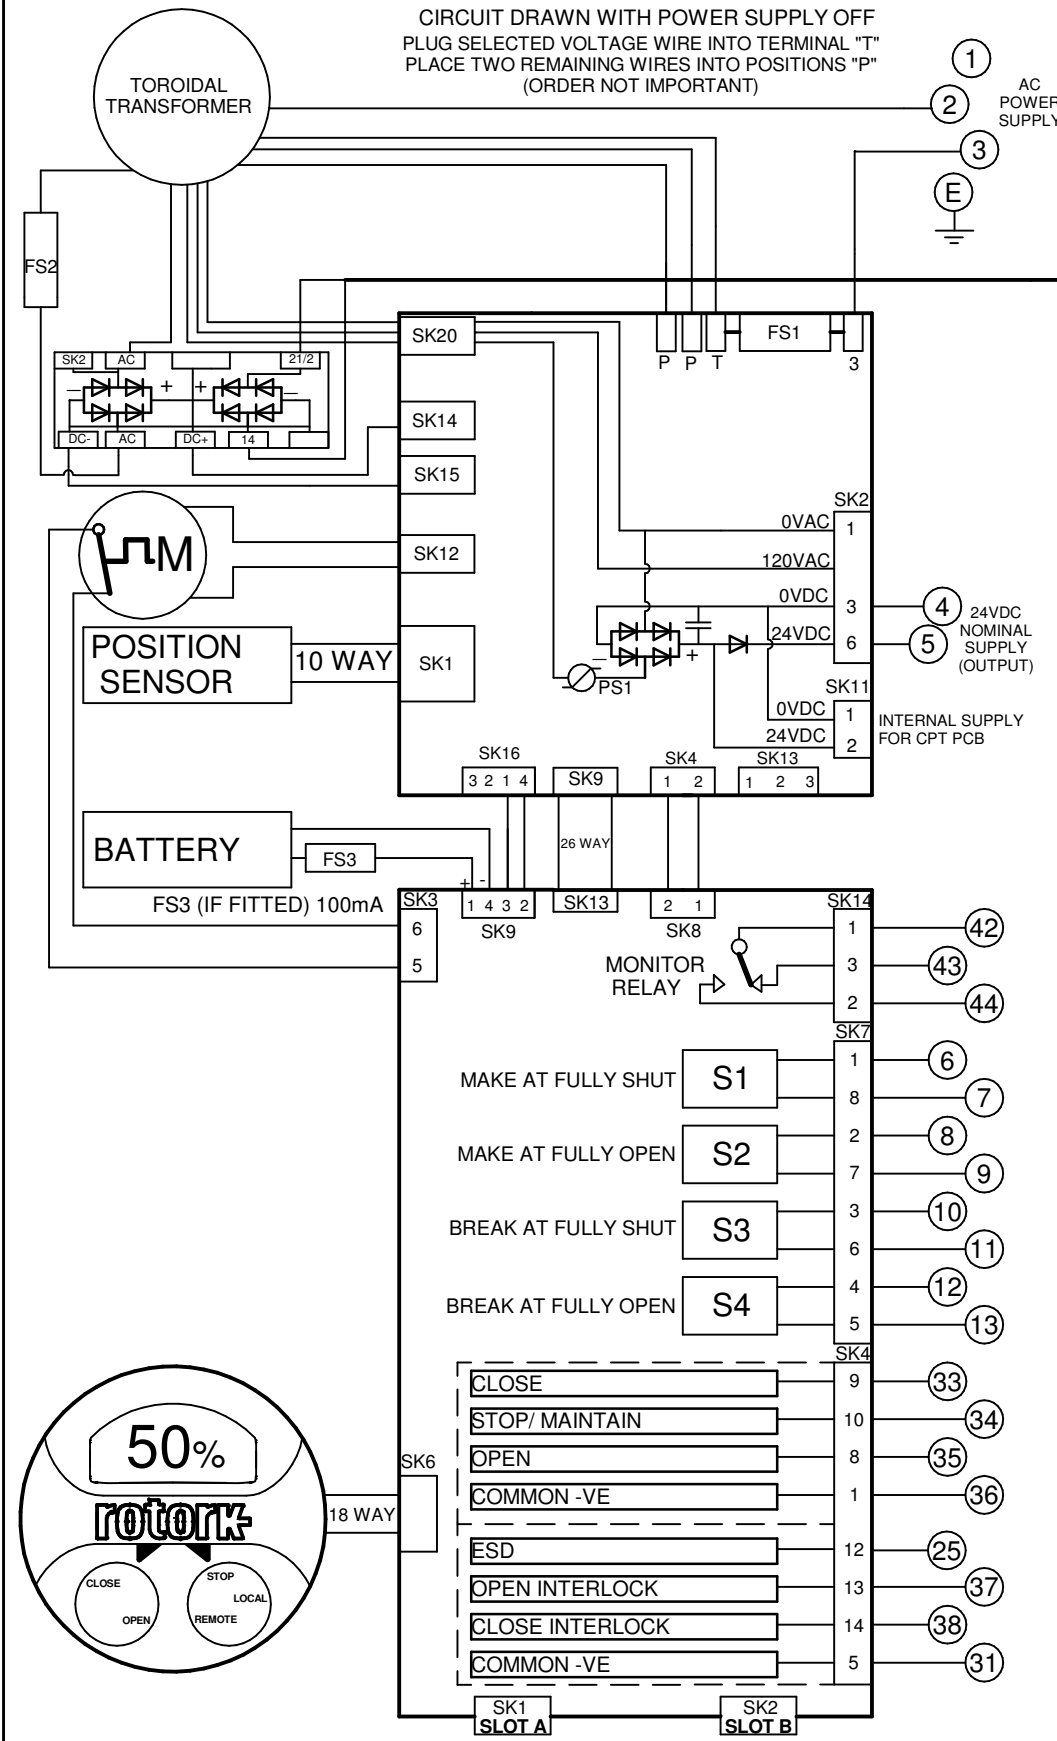 CIRCUIT DRAWN WITH POWER SUPPLY OFF
PLUG SELECTED VOLTAGE WIRE INTO TERMINAL "T"
PLACE TWO REMAINING WIRES INTO POSITIONS "P"
(ORDER NOT IMPORTANT)
TOROIDAL
TRANSFORMER
1
2
AC
POWER
SUPPLY
3
E
FS2
SK20
P P T
FS1
3
SK2
AC
21/2
– + + –
DC-
AC
DC+
14
SK14
SK15
SK12
M
SK2
0VAC
1
120VAC
0VDC
3
4
24VDC
6
5
24VDC
NOMINAL
SUPPLY
(OUTPUT)
–
+
PS1
POSITION
SENSOR
10 WAY
SK1
SK11
0VDC
1
24VDC
2
INTERNAL SUPPLY
FOR CPT PCB
SK16
3 2 1 4
SK9
SK4
1 2
SK13
1 2 3
BATTERY
FS3
26 WAY
+ -
FS3 (IF FITTED) 100mA
SK3
6
5
1 4 3 2
SK9
SK13
2 1
SK8
SK14
1
42
MONITOR
RELAY
3
43
2
44
SK7
MAKE AT FULLY SHUT
S1
1
6
8
7
MAKE AT FULLY OPEN
S2
2
8
7
9
BREAK AT FULLY SHUT
S3
3
10
6
11
BREAK AT FULLY OPEN
S4
4
12
5
13
SK4
CLOSE
9
33
STOP/ MAINTAIN
10
34
OPEN
8
35
COMMON -VE
1
36
ESD
12
25
OPEN INTERLOCK
13
37
CLOSE INTERLOCK
14
38
COMMON -VE
5
31
50%
rotork
CLOSE
OPEN
STOP
LOCAL
REMOTE
18 WAY
SK6
SK1
SLOT A
SK2
SLOT B